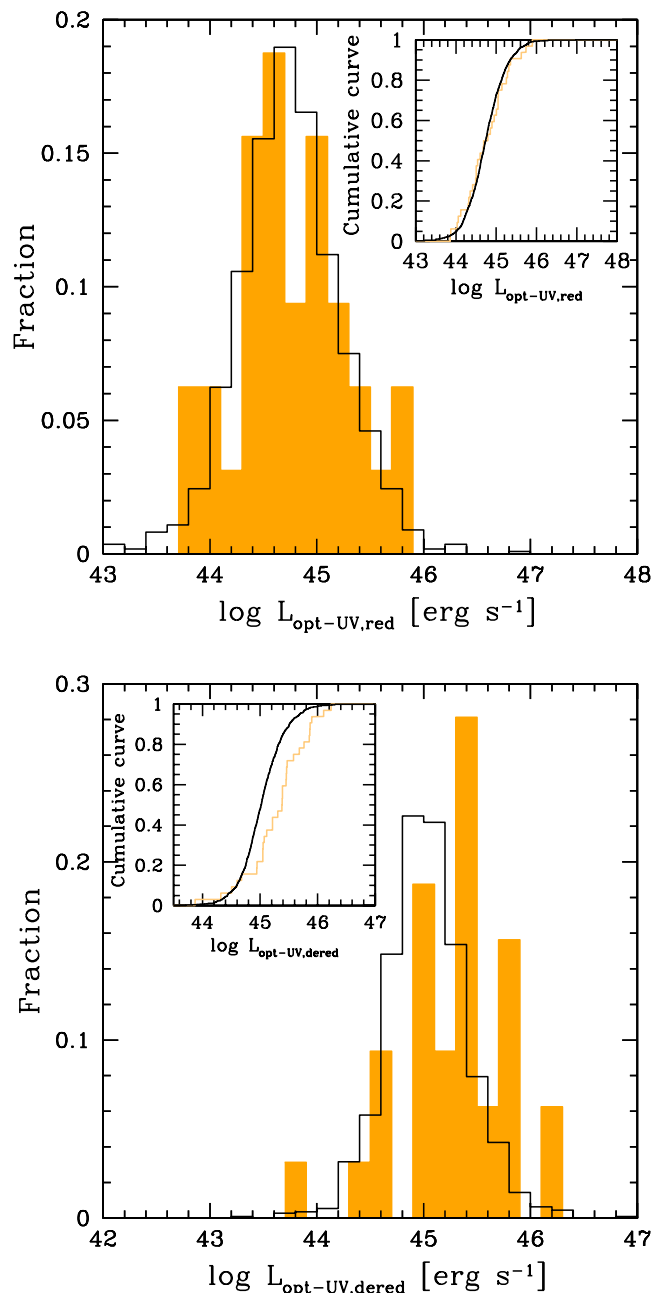 0.2
0.15
0.1
0.05
0
Fraction
43 44 45 46 47 48
log L_opt-UV,red [erg s⁻¹]
1
0.8
0.6
0.4
0.2
0
Cumulative curve
43 44 45 46 47 48
log L_opt-UV,red
0.3
0.2
0.1
0
Fraction
42 43 44 45 46 47
log L_opt-UV,dered [erg s⁻¹]
1
0.8
0.6
0.4
0.2
0
Cumulative curve
44 45 46 47
log L_opt-UV,dered